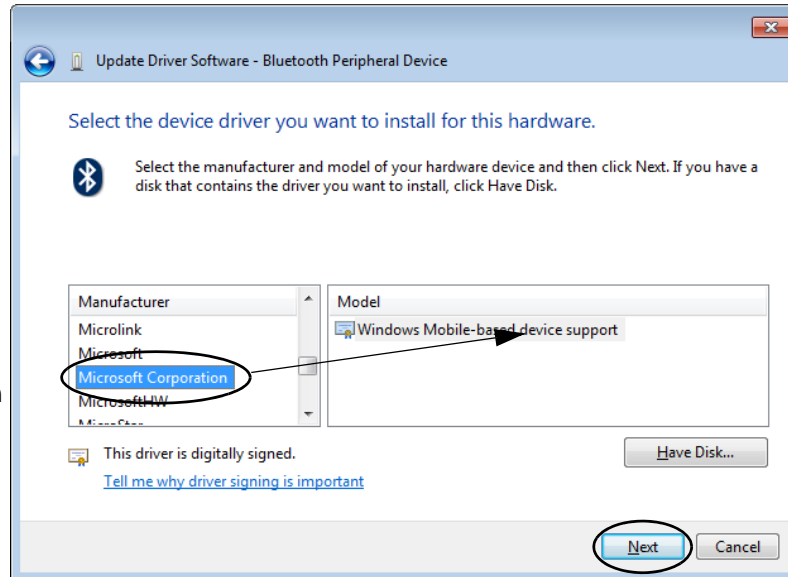 Update Driver Software - Bluetooth Peripheral Device
Select the device driver you want to install for this hardware.
Select the manufacturer and model of your hardware device and then click Next. If you have a
disk that contains the driver you want to install, click Have Disk.
Manufacturer
Model
Microlink
Windows Mobile-based device support
Microsoft
Microsoft Corporation
MicrosoftHW
MicroStar
This driver is digitally signed.
Have Disk...
Tell me why driver signing is important
Next
Cancel